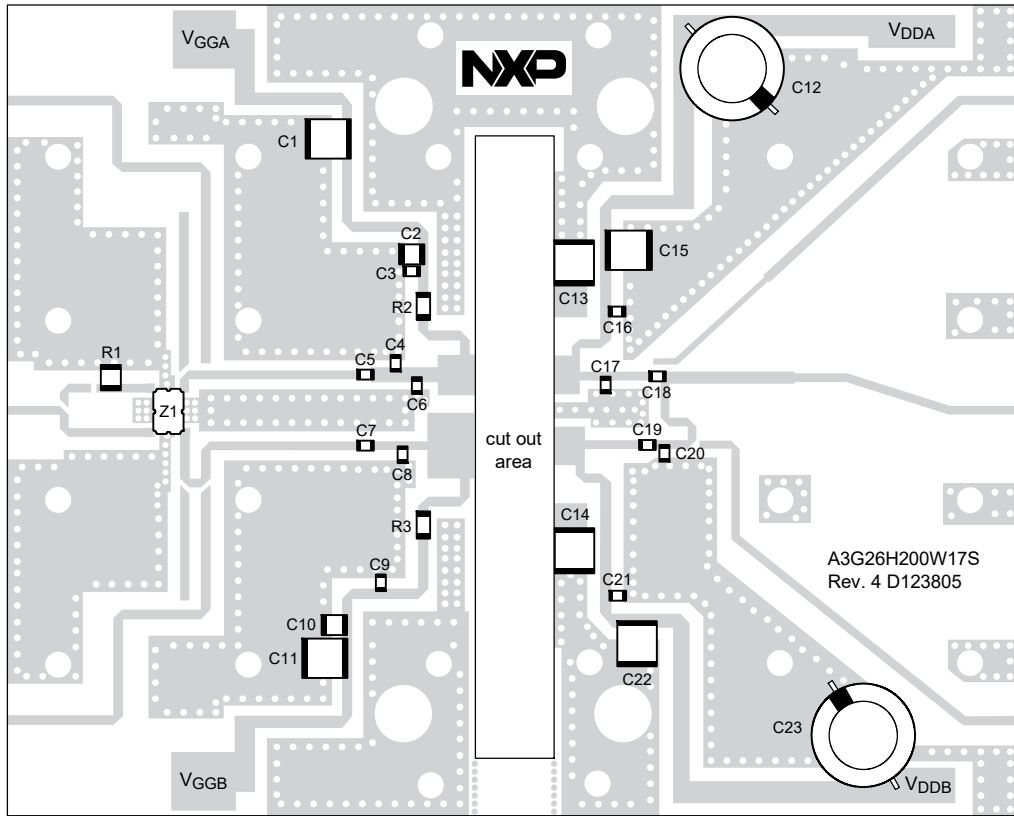 VGGA
NXP
VDDA
C12
C1
C2
C3
C15
C13
R2
C16
C4
R1
C5
C17
C18
C6
Z1
C7
cut out
area
C19
C8
C20
R3
C14
A3G26H200W17S
Rev. 4 D123805
C9
C21
C10
C11
C22
C23
VGGB
VDDB